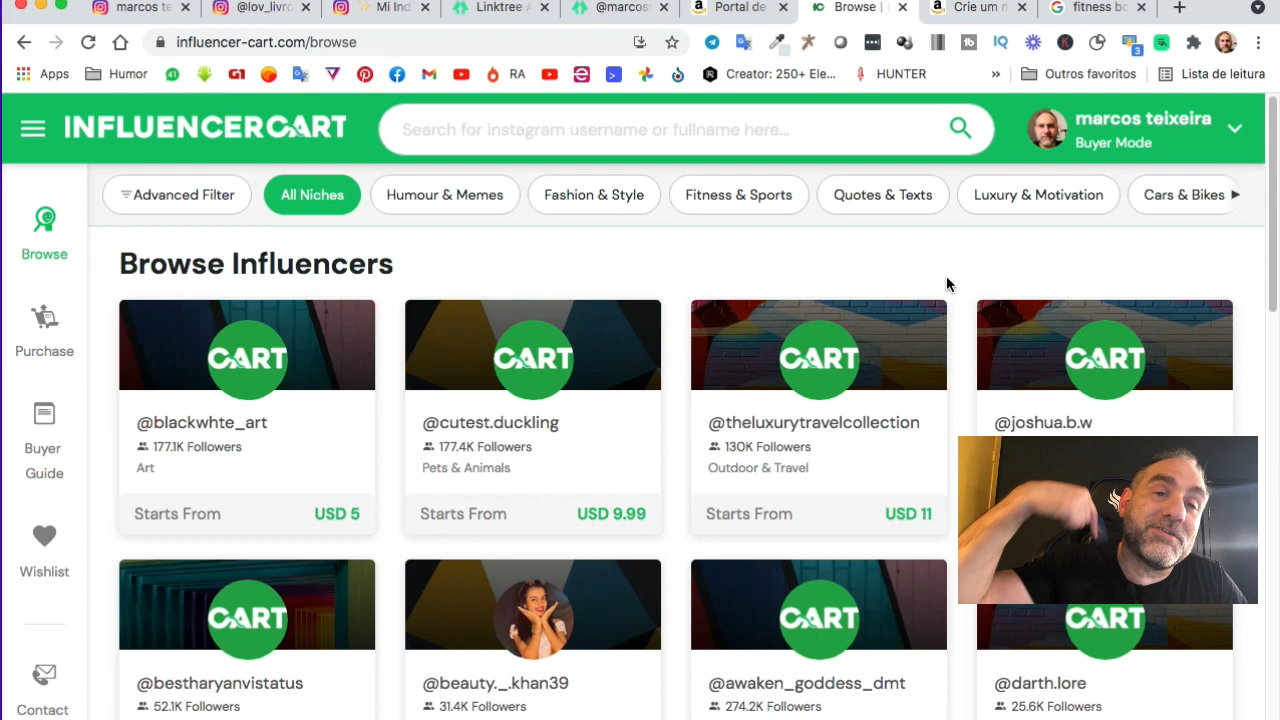 marcos te
@lov_livro
Mi Ind
Linktree
@marcos
Portal de
Browse |
Crie um n
fitness bo
influencer-cart.com/browse
3
Apps
Humor
G1
RA
Creator: 250+ Ele...
HUNTER
»
Outros favoritos
Lista de leitura
INFLUENCERCART
Search for instagram username or fullname here...
marcos teixeira
Buyer Mode
Advanced Filter
All Niches
Humour & Memes
Fashion & Style
Fitness & Sports
Quotes & Texts
Luxury & Motivation
Cars & Bikes
Browse
Purchase
Buyer
Guide
Wishlist
Contact
Browse Influencers
CART
CART
CART
CART
@blackwhte_art
177.1K Followers
Art
Starts From USD 5
@cutest.duckling
177.4K Followers
Pets & Animals
Starts From USD 9.99
@theluxurytravelcollection
130K Followers
Outdoor & Travel
Starts From USD 11
@joshua.b.w
CART
CART
CART
@bestharyanvistatus
52.1K Followers
@beauty._.khan39
31.4K Followers
@awaken_goddess_dmt
274.2K Followers
@darth.lore
25.6K Followers